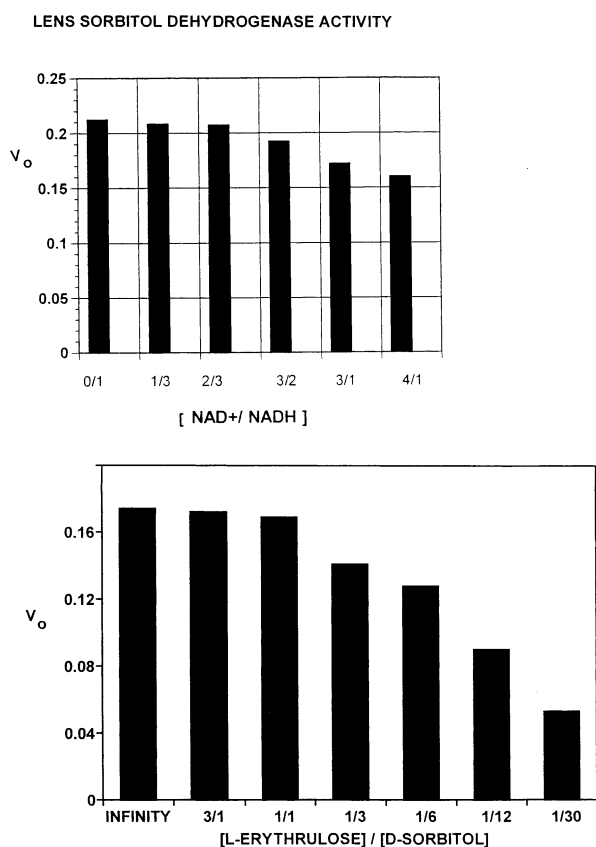 LENS SORBITOL DEHYDROGENASE ACTIVITY
0.25
0.2
Vo
0.15
0.1
0.05
0
0/1 1/3 2/3 3/2 3/1 4/1
[ NAD+/ NADH ]
0.16
0.12
Vo
0.08
0.04
0
INFINITY 3/1 1/1 1/3 1/6 1/12 1/30
[L-ERYTHRULOSE] / [D-SORBITOL]